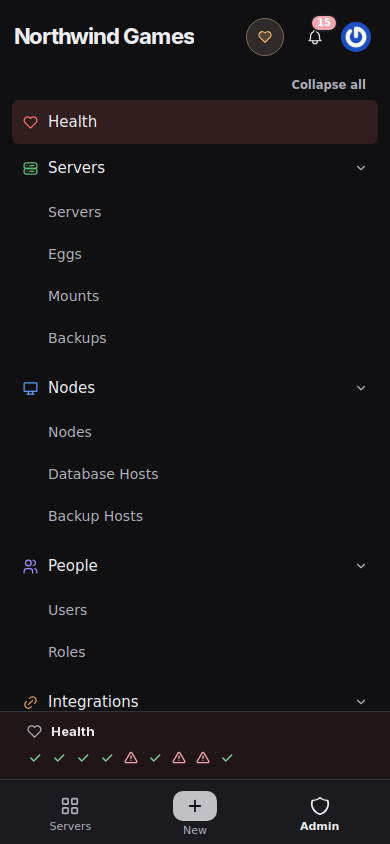 Northwind Games
15
Collapse all
Health
Servers
Servers
Eggs
Mounts
Backups
Nodes
Nodes
Database Hosts
Backup Hosts
People
Users
Roles
Integrations
Health
Servers
New
Admin